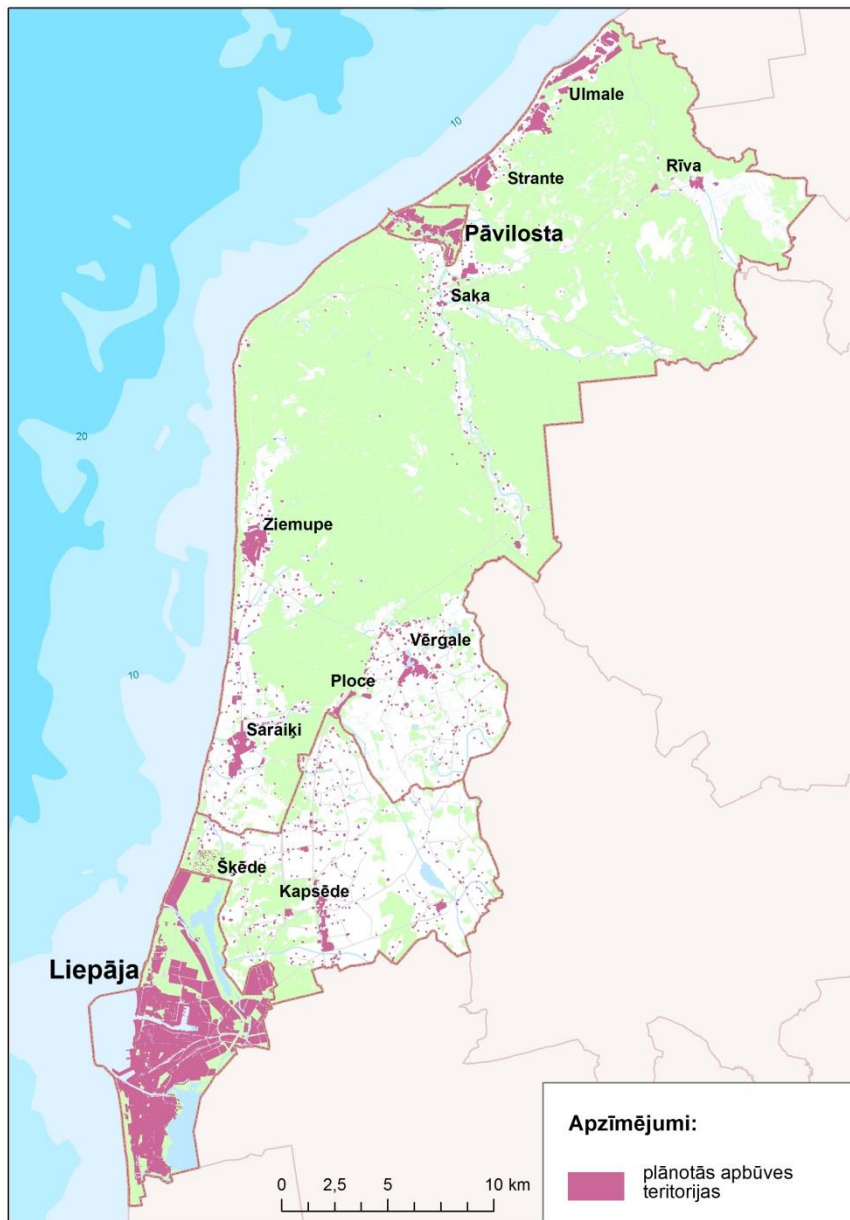 10
Ulmale
Rīva
Strante
Pāvilosta
Saka
20
Ziemupe
Vērgale
10
Ploce
Saraiķi
Šķēde
Kapsēde
Liepāja
Apzīmējumi:
plānotās apbūves
teritorijas
0 2,5 5 10 km